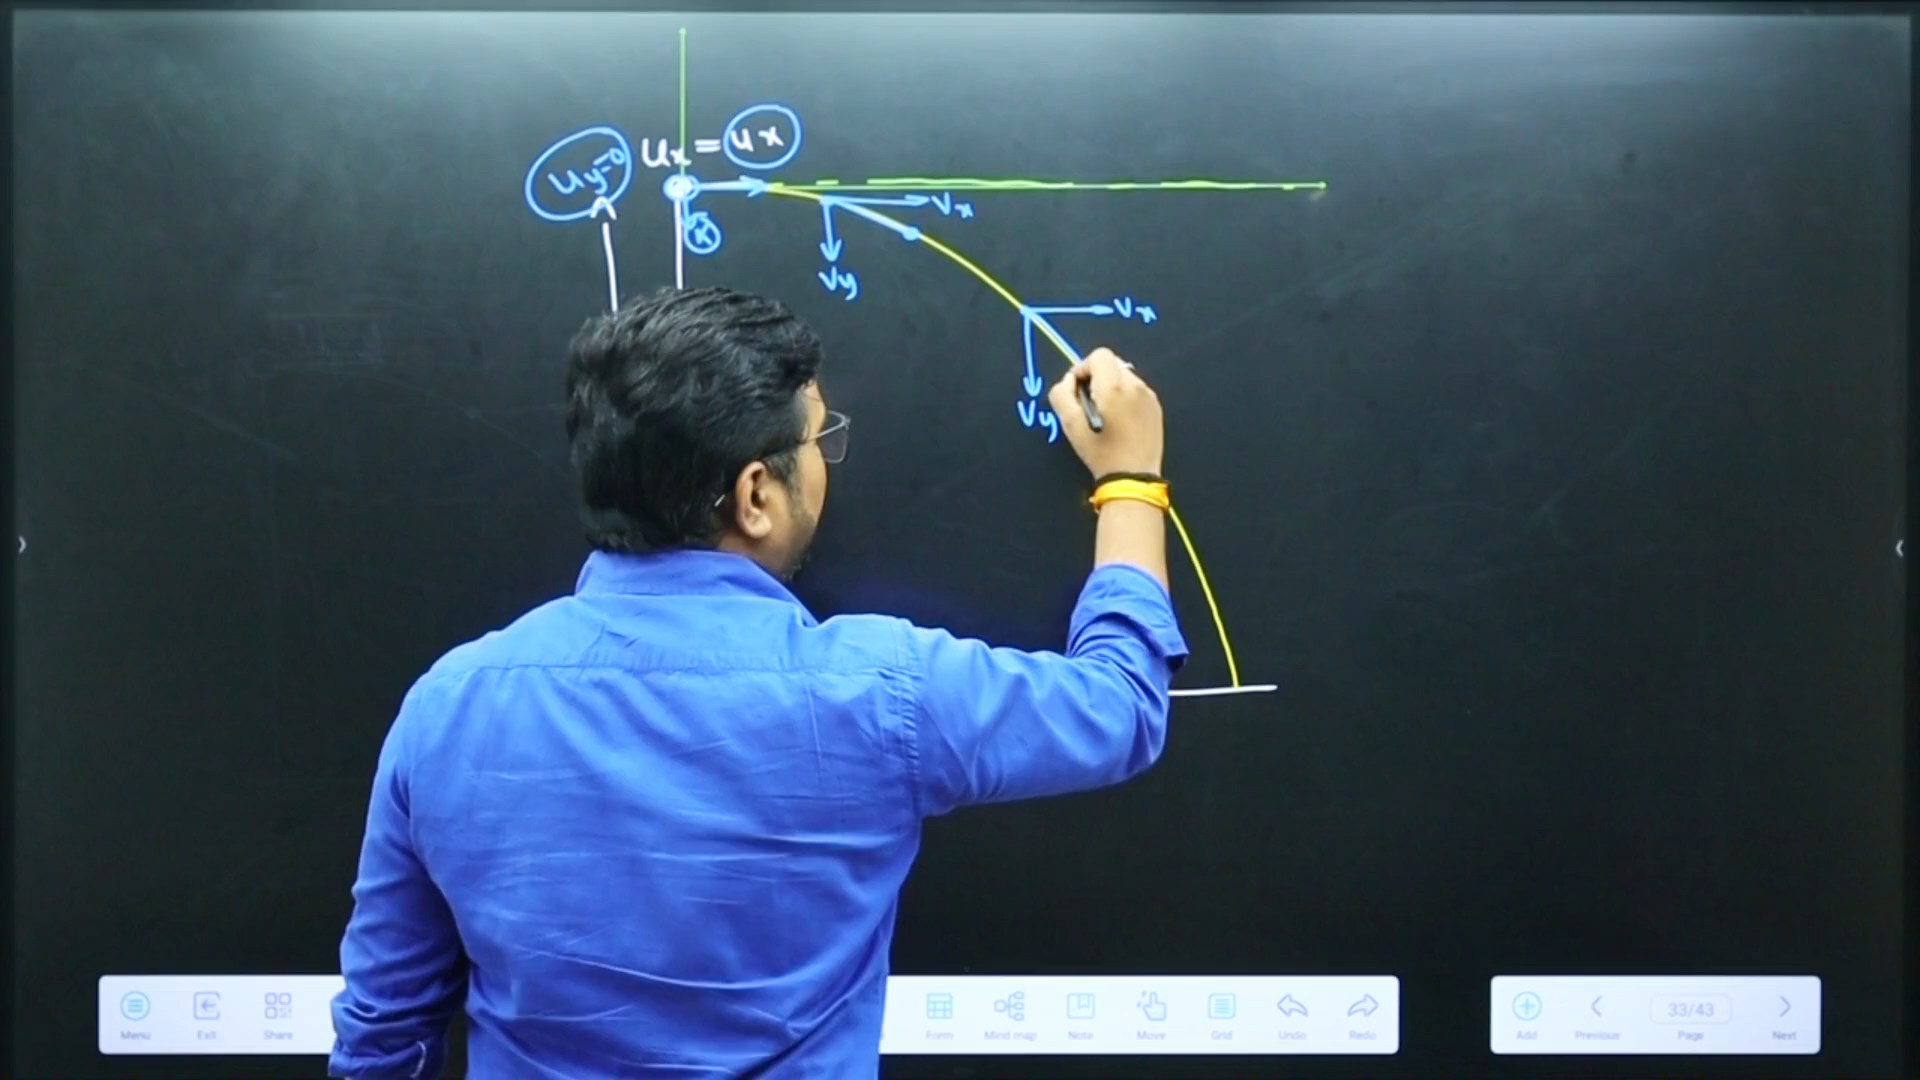 ux = ux
uy=0
Vx
Vy
Vx
Vy
Menu Exit Share Form Mind map Note Move Grid Undo Redo
Add Previous 33/43 Page Next